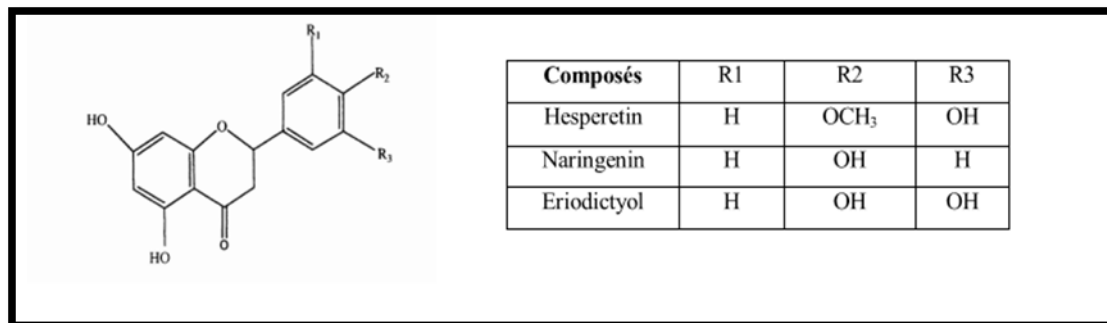 R₁
R₂
HO
O
R₃
O
HO
Composés R1 R2 R3
Hesperetin H OCH₃ OH
Naringenin H OH H
Eriodictyol H OH OH